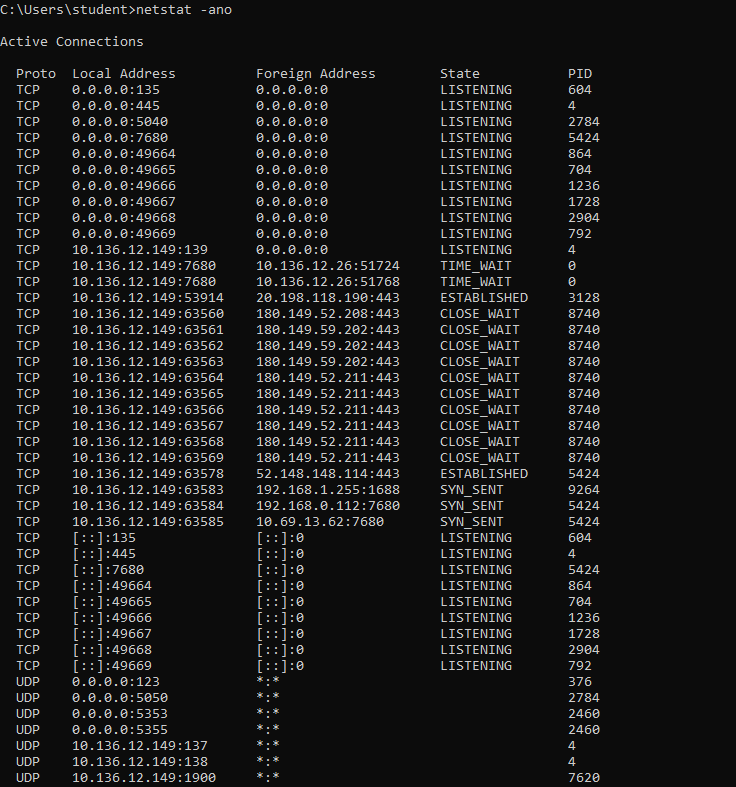 C:\Users\student>netstat -ano
Active Connections
Proto Local Address Foreign Address State PID
TCP 0.0.0.0:135 0.0.0.0:0 LISTENING 604
TCP 0.0.0.0:445 0.0.0.0:0 LISTENING 4
TCP 0.0.0.0:5040 0.0.0.0:0 LISTENING 2784
TCP 0.0.0.0:7680 0.0.0.0:0 LISTENING 5424
TCP 0.0.0.0:49664 0.0.0.0:0 LISTENING 864
TCP 0.0.0.0:49665 0.0.0.0:0 LISTENING 704
TCP 0.0.0.0:49666 0.0.0.0:0 LISTENING 1236
TCP 0.0.0.0:49667 0.0.0.0:0 LISTENING 1728
TCP 0.0.0.0:49668 0.0.0.0:0 LISTENING 2904
TCP 0.0.0.0:49669 0.0.0.0:0 LISTENING 792
TCP 10.136.12.149:139 0.0.0.0:0 LISTENING 4
TCP 10.136.12.149:7680 10.136.12.26:51724 TIME_WAIT 0
TCP 10.136.12.149:7680 10.136.12.26:51768 TIME_WAIT 0
TCP 10.136.12.149:53914 20.198.118.190:443 ESTABLISHED 3128
TCP 10.136.12.149:63560 180.149.52.208:443 CLOSE_WAIT 8740
TCP 10.136.12.149:63561 180.149.59.202:443 CLOSE_WAIT 8740
TCP 10.136.12.149:63562 180.149.59.202:443 CLOSE_WAIT 8740
TCP 10.136.12.149:63563 180.149.59.202:443 CLOSE_WAIT 8740
TCP 10.136.12.149:63564 180.149.52.211:443 CLOSE_WAIT 8740
TCP 10.136.12.149:63565 180.149.52.211:443 CLOSE_WAIT 8740
TCP 10.136.12.149:63566 180.149.52.211:443 CLOSE_WAIT 8740
TCP 10.136.12.149:63567 180.149.52.211:443 CLOSE_WAIT 8740
TCP 10.136.12.149:63568 180.149.52.211:443 CLOSE_WAIT 8740
TCP 10.136.12.149:63569 180.149.52.211:443 CLOSE_WAIT 8740
TCP 10.136.12.149:63578 52.148.148.114:443 ESTABLISHED 5424
TCP 10.136.12.149:63583 192.168.1.255:1688 SYN_SENT 9264
TCP 10.136.12.149:63584 192.168.0.112:7680 SYN_SENT 5424
TCP 10.136.12.149:63585 10.69.13.62:7680 SYN_SENT 5424
TCP [::]:135 [::]:0 LISTENING 604
TCP [::]:445 [::]:0 LISTENING 4
TCP [::]:7680 [::]:0 LISTENING 5424
TCP [::]:49664 [::]:0 LISTENING 864
TCP [::]:49665 [::]:0 LISTENING 704
TCP [::]:49666 [::]:0 LISTENING 1236
TCP [::]:49667 [::]:0 LISTENING 1728
TCP [::]:49668 [::]:0 LISTENING 2904
TCP [::]:49669 [::]:0 LISTENING 792
UDP 0.0.0.0:123 *:* 376
UDP 0.0.0.0:5050 *:* 2784
UDP 0.0.0.0:5353 *:* 2460
UDP 0.0.0.0:5355 *:* 2460
UDP 10.136.12.149:137 *:* 4
UDP 10.136.12.149:138 *:* 4
UDP 10.136.12.149:1900 *:* 7620